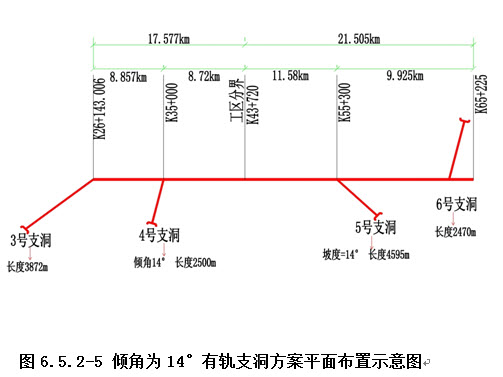 17.577km 21.505km
8.857km 8.72km 11.58km 9.925km
K26+143.006
K35+000
工区分界
K43+720
K55+300
K65+225
3号支洞
长度3872m
4号支洞
倾角14° 长度2500m
5号支洞
坡度=14° 长度4595m
6号支洞
长度2470m
图 6.5.2-5 倾角为 14°有轨支洞方案平面布置示意图